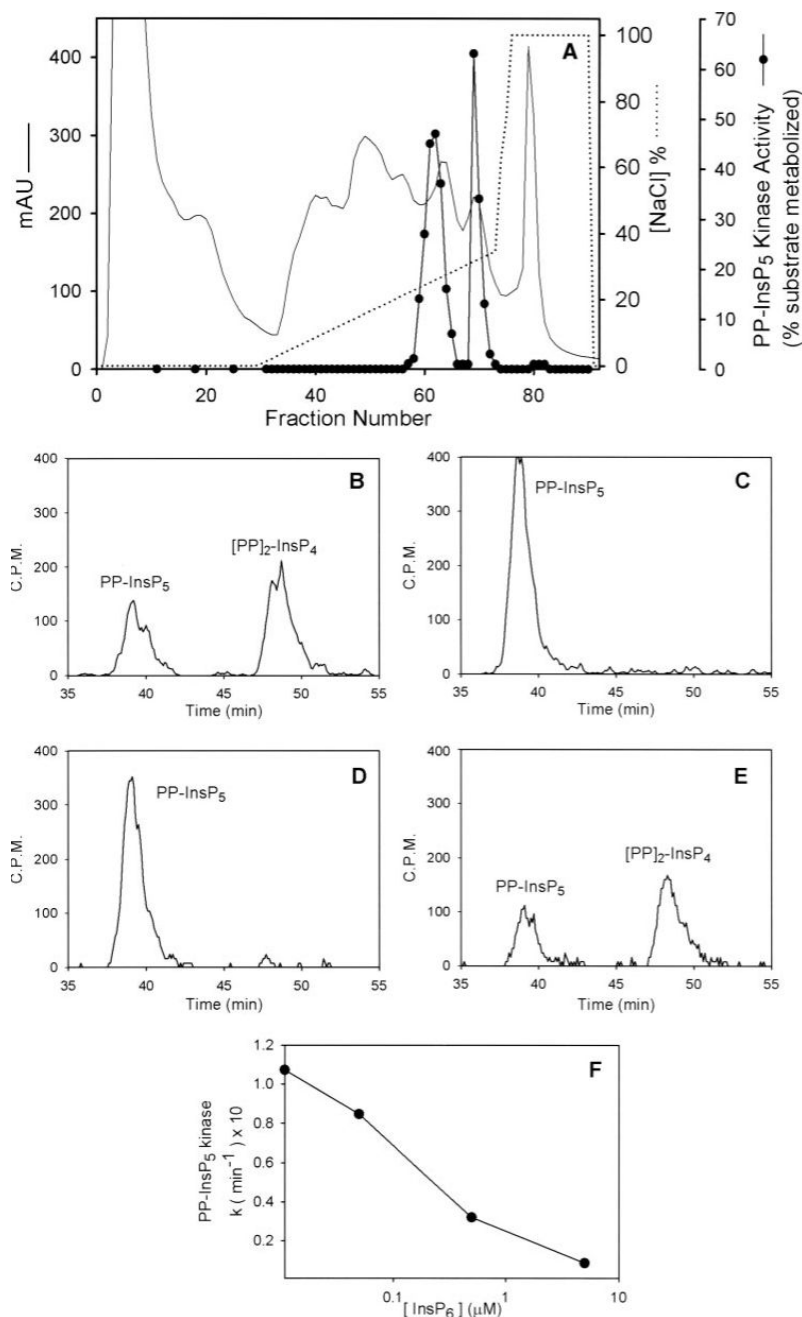 A
400
300
200
100
0
mAU
0
20
40
60
80
Fraction Number
100
80
60
40
20
0
[NaCl] %
70
60
50
40
30
20
10
0
PP-InsP5 Kinase Activity
(% substrate metabolized)
B
400
300
200
100
0
C.P.M.
PP-InsP5
[PP]2-InsP4
35
40
45
50
55
Time (min)
C
400
300
200
100
0
C.P.M.
PP-InsP5
35
40
45
50
55
Time (min)
D
400
300
200
100
0
C.P.M.
PP-InsP5
35
40
45
50
55
Time (min)
E
400
300
200
100
0
C.P.M.
PP-InsP5
[PP]2-InsP4
35
40
45
50
55
Time (min)
F
1.2
1.0
0.8
0.6
0.4
0.2
PP-InsP5 kinase
k ( min-1 ) x 10
0.1
1
10
[ InsP6 ] (μM)